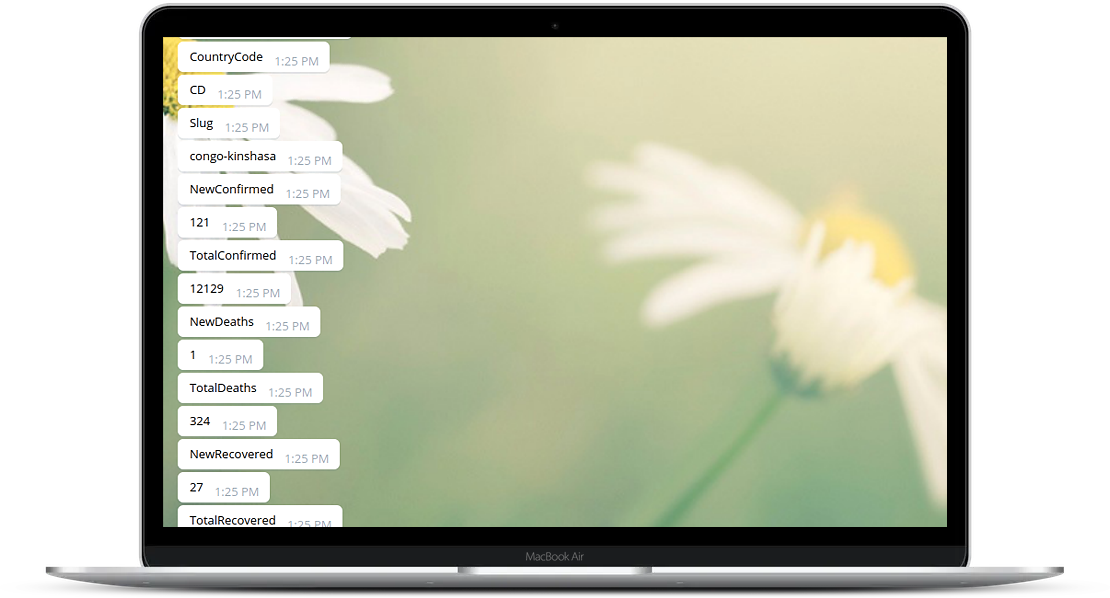 CountryCode 1:25 PM
CD 1:25 PM
Slug 1:25 PM
congo-kinshasa 1:25 PM
NewConfirmed 1:25 PM
121 1:25 PM
TotalConfirmed 1:25 PM
12129 1:25 PM
NewDeaths 1:25 PM
1 1:25 PM
TotalDeaths 1:25 PM
324 1:25 PM
NewRecovered 1:25 PM
27 1:25 PM
TotalRecovered 1:25 PM
MacBook Air